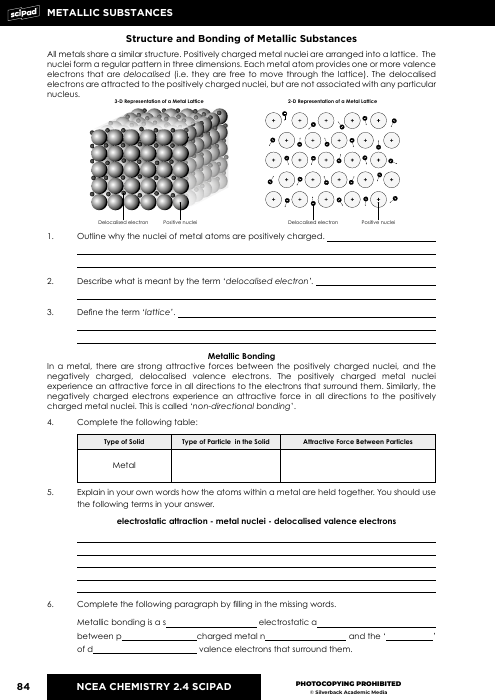 scipad METALLIC SUBSTANCES
Structure and Bonding of Metallic Substances
All metals share a similar structure. Positively charged metal nuclei are arranged into a lattice. The
nuclei form a regular pattern in three dimensions. Each metal atom provides one or more valence
electrons that are delocalised (i.e. they are free to move through the lattice). The delocalised
electrons are attracted to the positively charged nuclei, but are not associated with any particular
nucleus.
3-D Representation of a Metal Lattice
2-D Representation of a Metal Lattice
Delocalised electron Positive nuclei
Delocalised electron Positive nuclei
1. Outline why the nuclei of metal atoms are positively charged.
2. Describe what is meant by the term ‘delocalised electron’.
3. Define the term ‘lattice’.
Metallic Bonding
In a metal, there are strong attractive forces between the positively charged nuclei, and the
negatively charged, delocalised valence electrons. The positively charged metal nuclei
experience an attractive force in all directions to the electrons that surround them. Similarly, the
negatively charged electrons experience an attractive force in all directions to the positively
charged metal nuclei. This is called ‘non-directional bonding’.
4. Complete the following table:
Type of Solid Type of Particle in the Solid Attractive Force Between Particles
Metal
5. Explain in your own words how the atoms within a metal are held together. You should use
the following terms in your answer.
electrostatic attraction - metal nuclei - delocalised valence electrons
6. Complete the following paragraph by filling in the missing words.
Metallic bonding is a s____________ electrostatic a____________
between p____________charged metal n____________ and the ‘________’
of d____________ valence electrons that surround them.
84 NCEA CHEMISTRY 2.4 SCIPAD PHOTOCOPYING PROHIBITED
© Silverback Academic Media